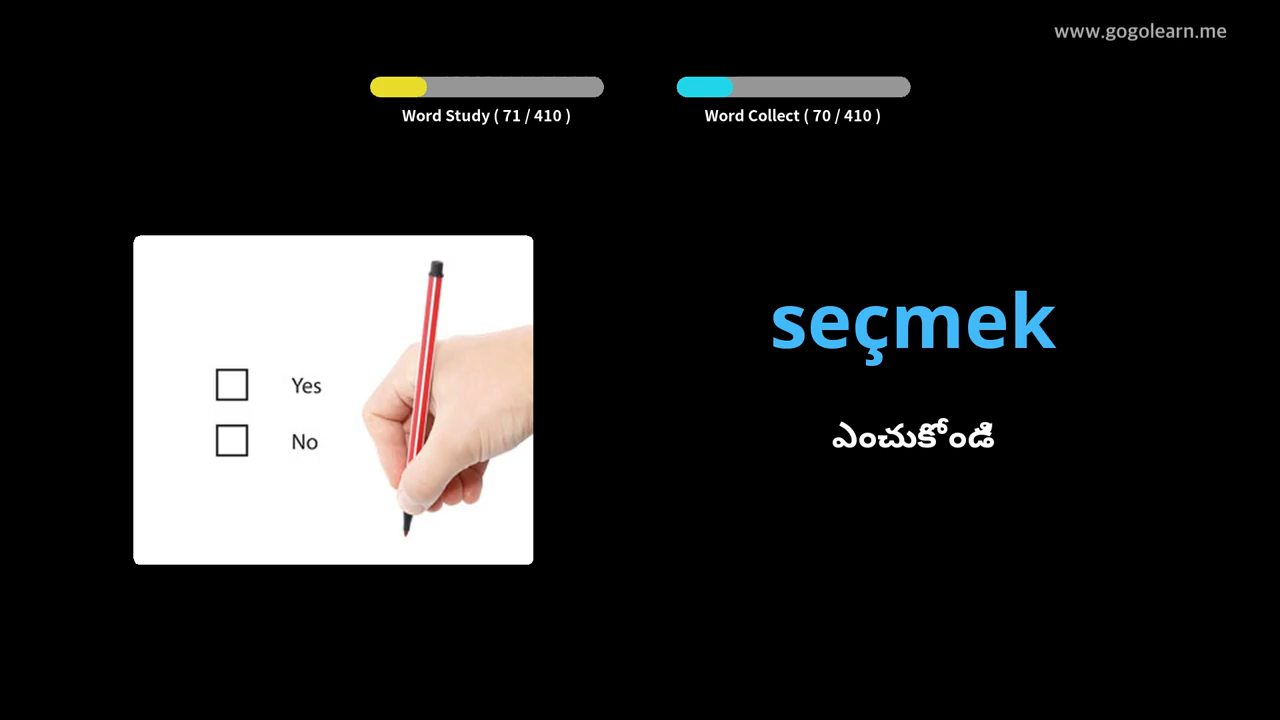 www.gogolearn.me
Word Study ( 71 / 410 )
Word Collect ( 70 / 410 )
Yes
No
seçmek
ఎంచుకోండి